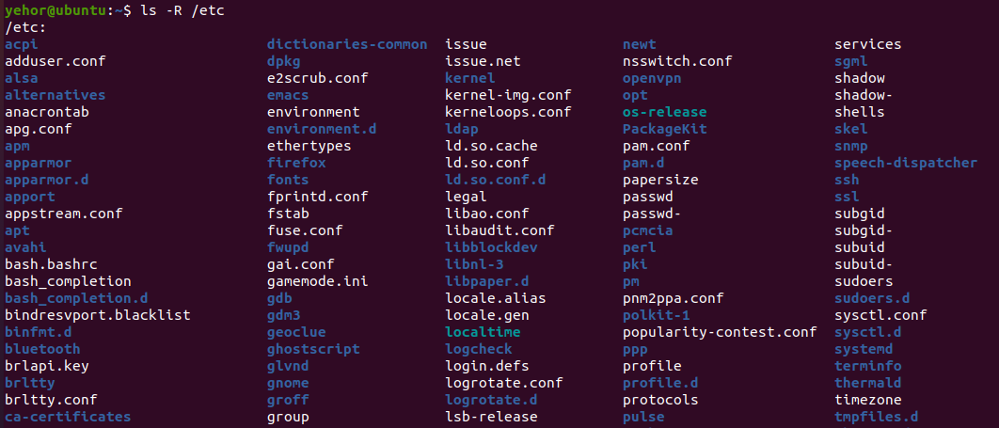 yehor@ubuntu:~$ ls -R /etc
/etc:
acpi dictionaries-common issue newt services
adduser.conf dpkg issue.net nsswitch.conf sgml
alsa e2scrub.conf kernel openvpn shadow
alternatives emacs kernel-img.conf opt shadow-
anacrontab environment kerneloops.conf os-release shells
apg.conf environment.d ldap PackageKit skel
apm ethertypes ld.so.cache pam.conf snmp
apparmor firefox ld.so.conf pam.d speech-dispatcher
apparmor.d fonts ld.so.conf.d papersize ssh
apport fprintd.conf legal passwd ssl
appstream.conf fstab libao.conf passwd- subgid
apt fuse.conf libaudit.conf pcmcia subgid-
avahi fwupd libblockdev perl subuid
bash.bashrc gai.conf libnl-3 pki subuid-
bash_completion gamemode.ini libpaper.d pm sudoers
bash_completion.d gdb locale.alias pnm2ppa.conf sudoers.d
bindresvport.blacklist gdm3 locale.gen polkit-1 sysctl.conf
binfmt.d geoclue localtime popularity-contest.conf sysctl.d
bluetooth ghostscript logcheck ppp systemd
brlapi.key glvnd login.defs profile terminfo
brltty gnome logrotate.conf profile.d thermald
brltty.conf groff logrotate.d protocols timezone
ca-certificates group lsb-release pulse tmpfiles.d